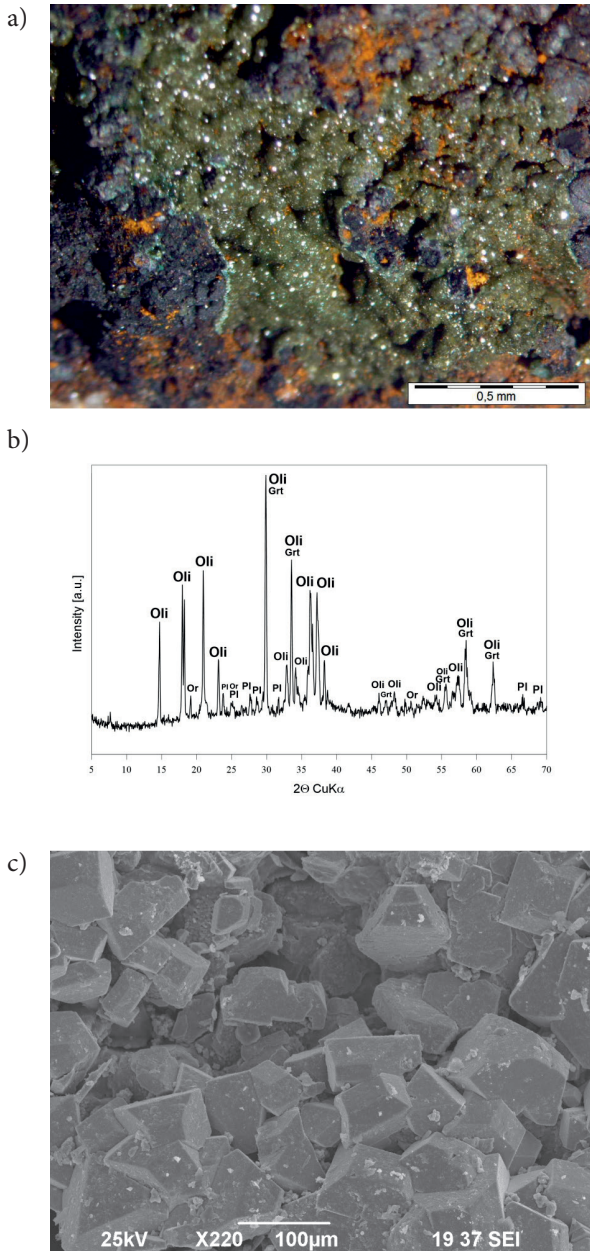 a)
0,5 mm
b)
Intensity [a.u.]
Oli
Oli
Or
Oli
Oli
Pl
Or
Pl
Pl
Pl
Oli
Grt
Pl
Oli
Oli
Grt
Oli
Oli
Oli
Oli
Oli
Grt
Oli
Or
Oli
Oli
Grt
Oli
Oli
Grt
Oli
Grt
Pl
Pl
5 10 15 20 25 30 35 40 45 50 55 60 65 70
2Θ CuKα
c)
25kV X220 100µm 19 37 SEI